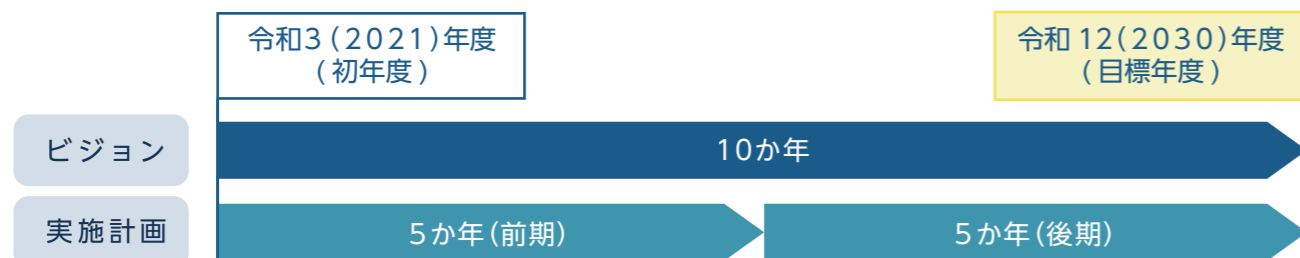 令和3(2021)年度
(初年度)
令和12(2030)年度
(目標年度)
ビジョン
10か年
実施計画
5か年(前期)
5か年(後期)